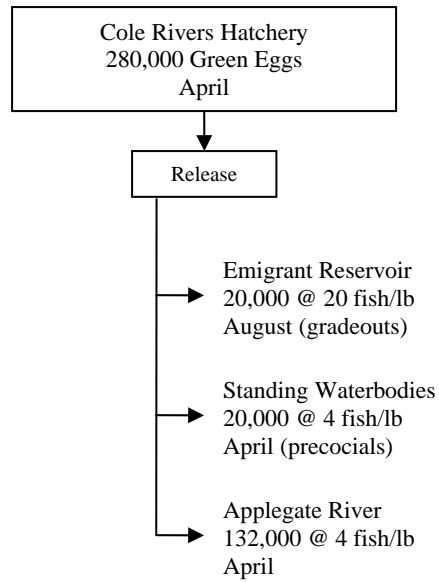 Cole Rivers Hatchery
280,000 Green Eggs
April
Release
Emigrant Reservoir
20,000 @ 20 fish/lb
August (gradeouts)
Standing Waterbodies
20,000 @ 4 fish/lb
April (precocials)
Applegate River
132,000 @ 4 fish/lb
April